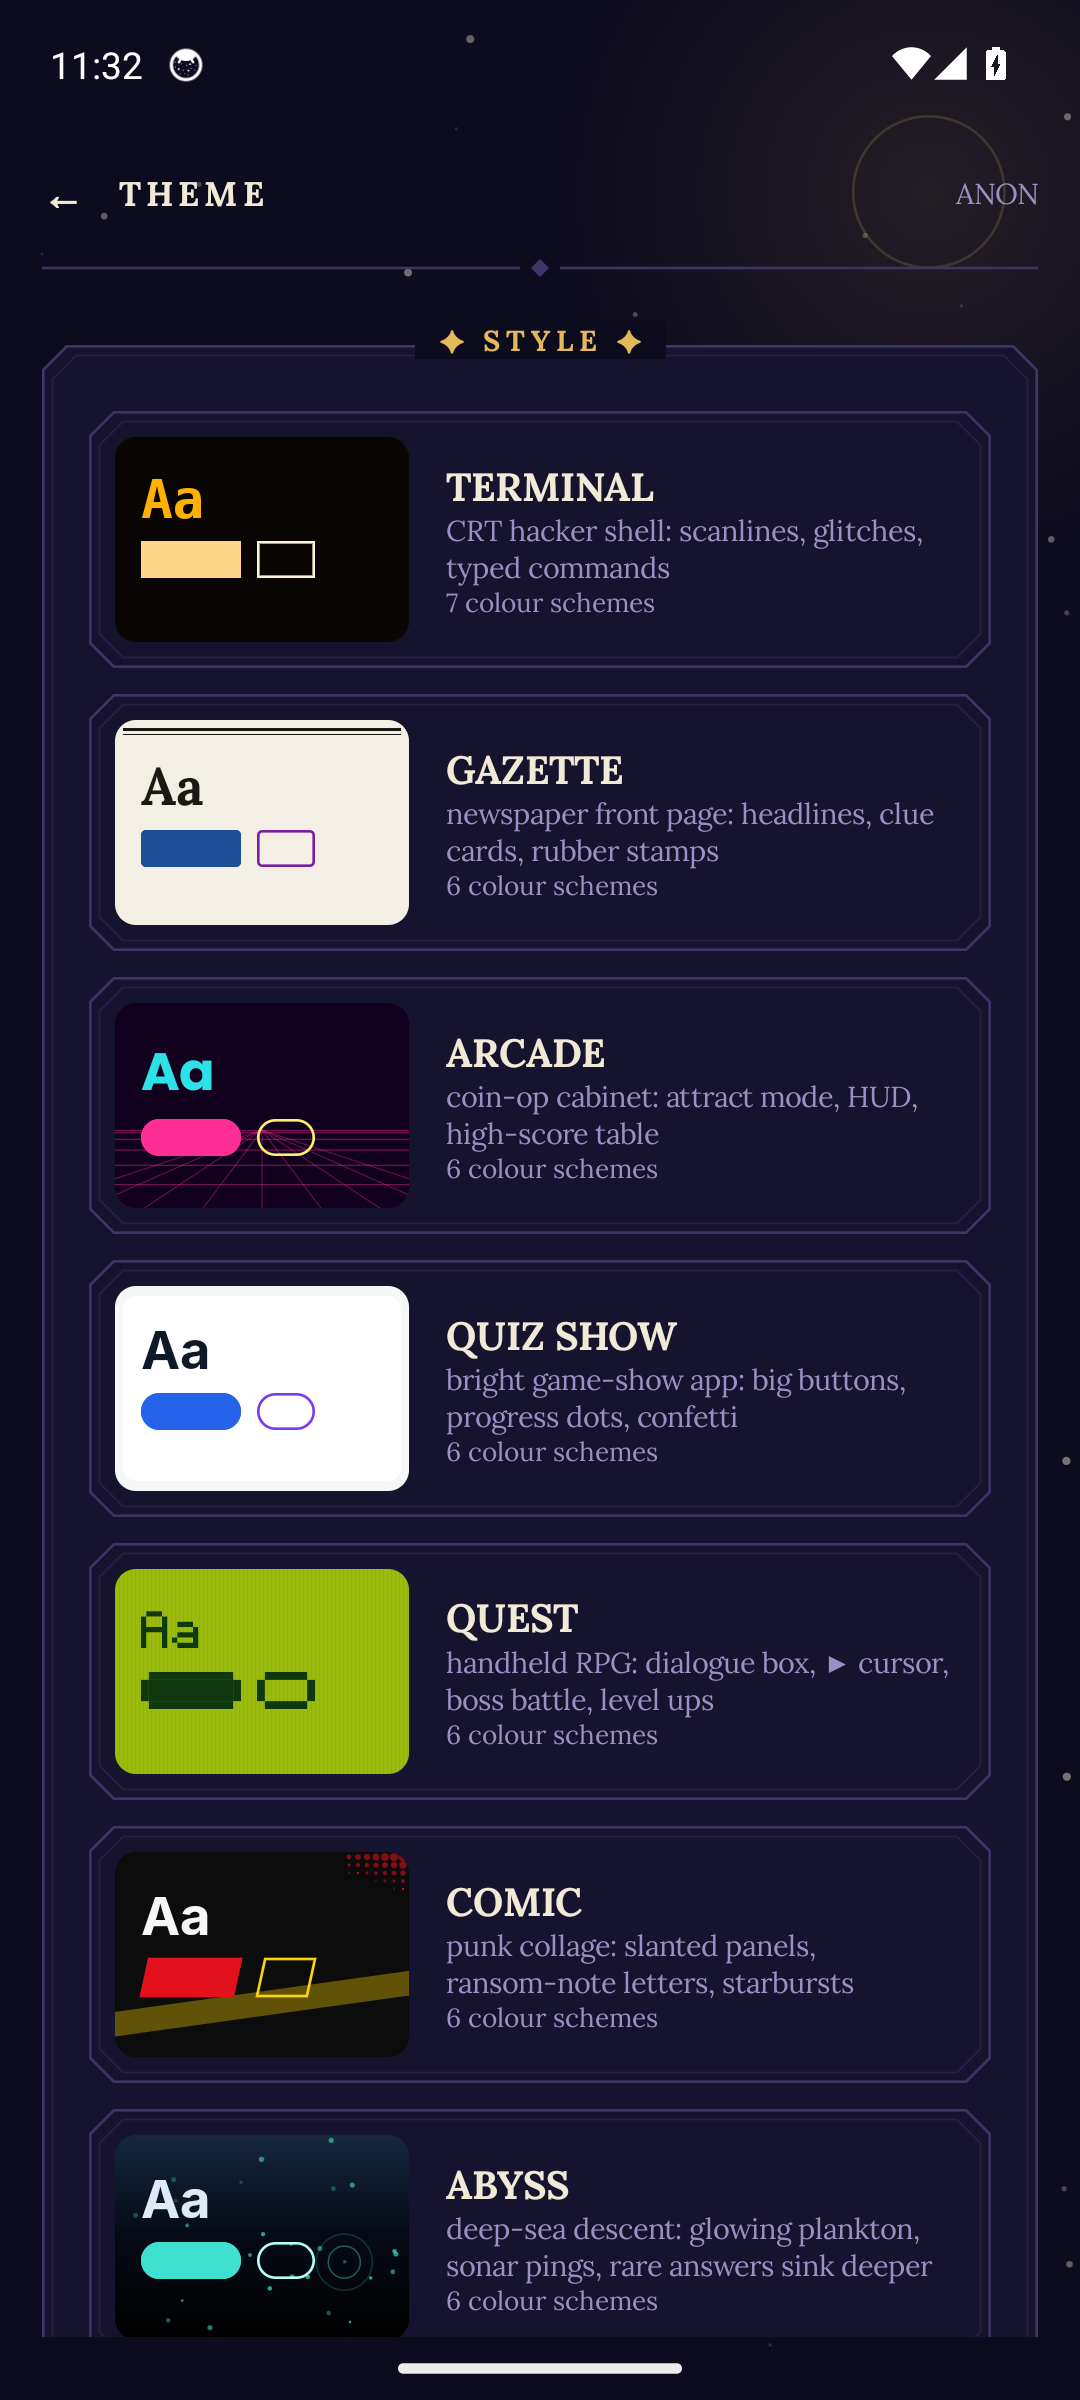 11:32
← THEME
ANON
✦ STYLE ✦
Aa
TERMINAL
CRT hacker shell: scanlines, glitches,
typed commands
7 colour schemes
Aa
GAZETTE
newspaper front page: headlines, clue
cards, rubber stamps
6 colour schemes
Aa
ARCADE
coin-op cabinet: attract mode, HUD,
high-score table
6 colour schemes
Aa
QUIZ SHOW
bright game-show app: big buttons,
progress dots, confetti
6 colour schemes
Aa
QUEST
handheld RPG: dialogue box, ► cursor,
boss battle, level ups
6 colour schemes
Aa
COMIC
punk collage: slanted panels,
ransom-note letters, starbursts
6 colour schemes
Aa
ABYSS
deep-sea descent: glowing plankton,
sonar pings, rare answers sink deeper
6 colour schemes